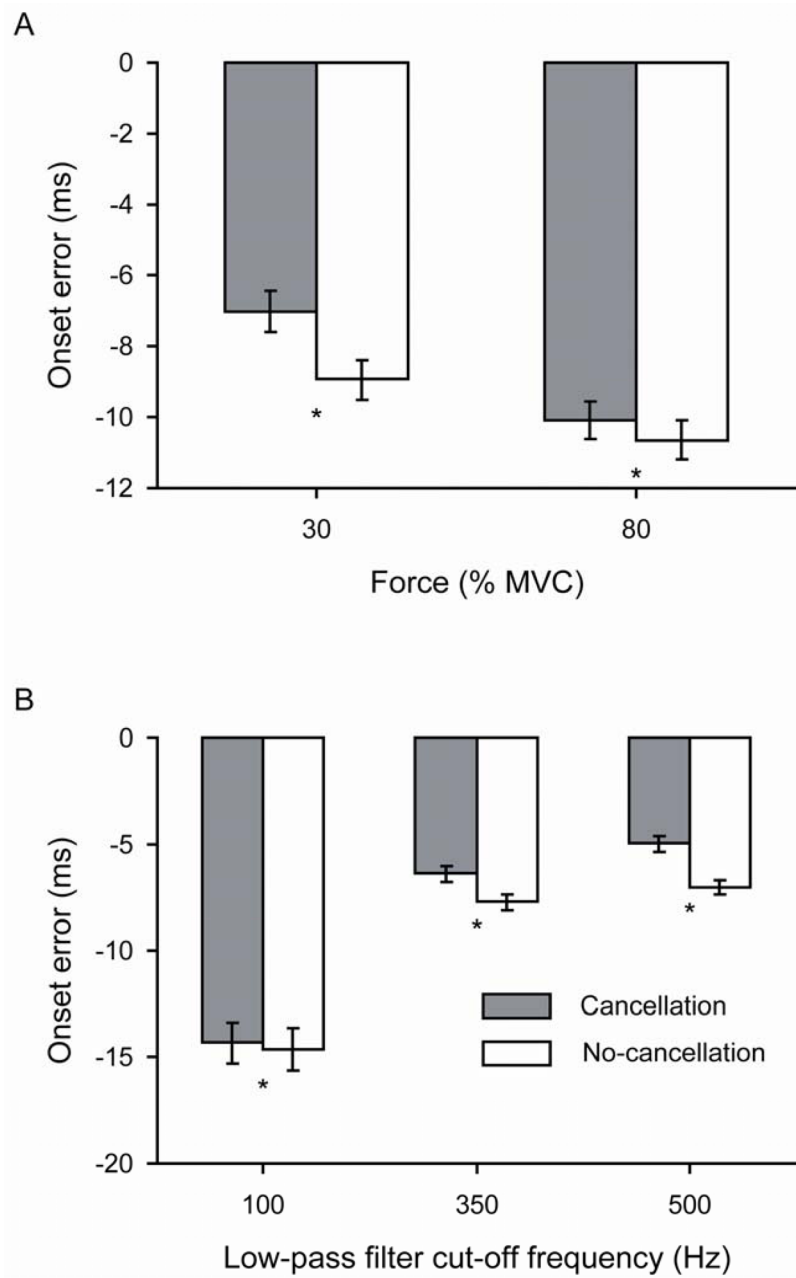 A
0
-2
-4
-6
-8
-10
-12
Onset error (ms)
*
*
30 80
Force (% MVC)
B
0
-5
-10
-15
-20
Onset error (ms)
*
*
*
Cancellation
No-cancellation
100 350 500
Low-pass filter cut-off frequency (Hz)